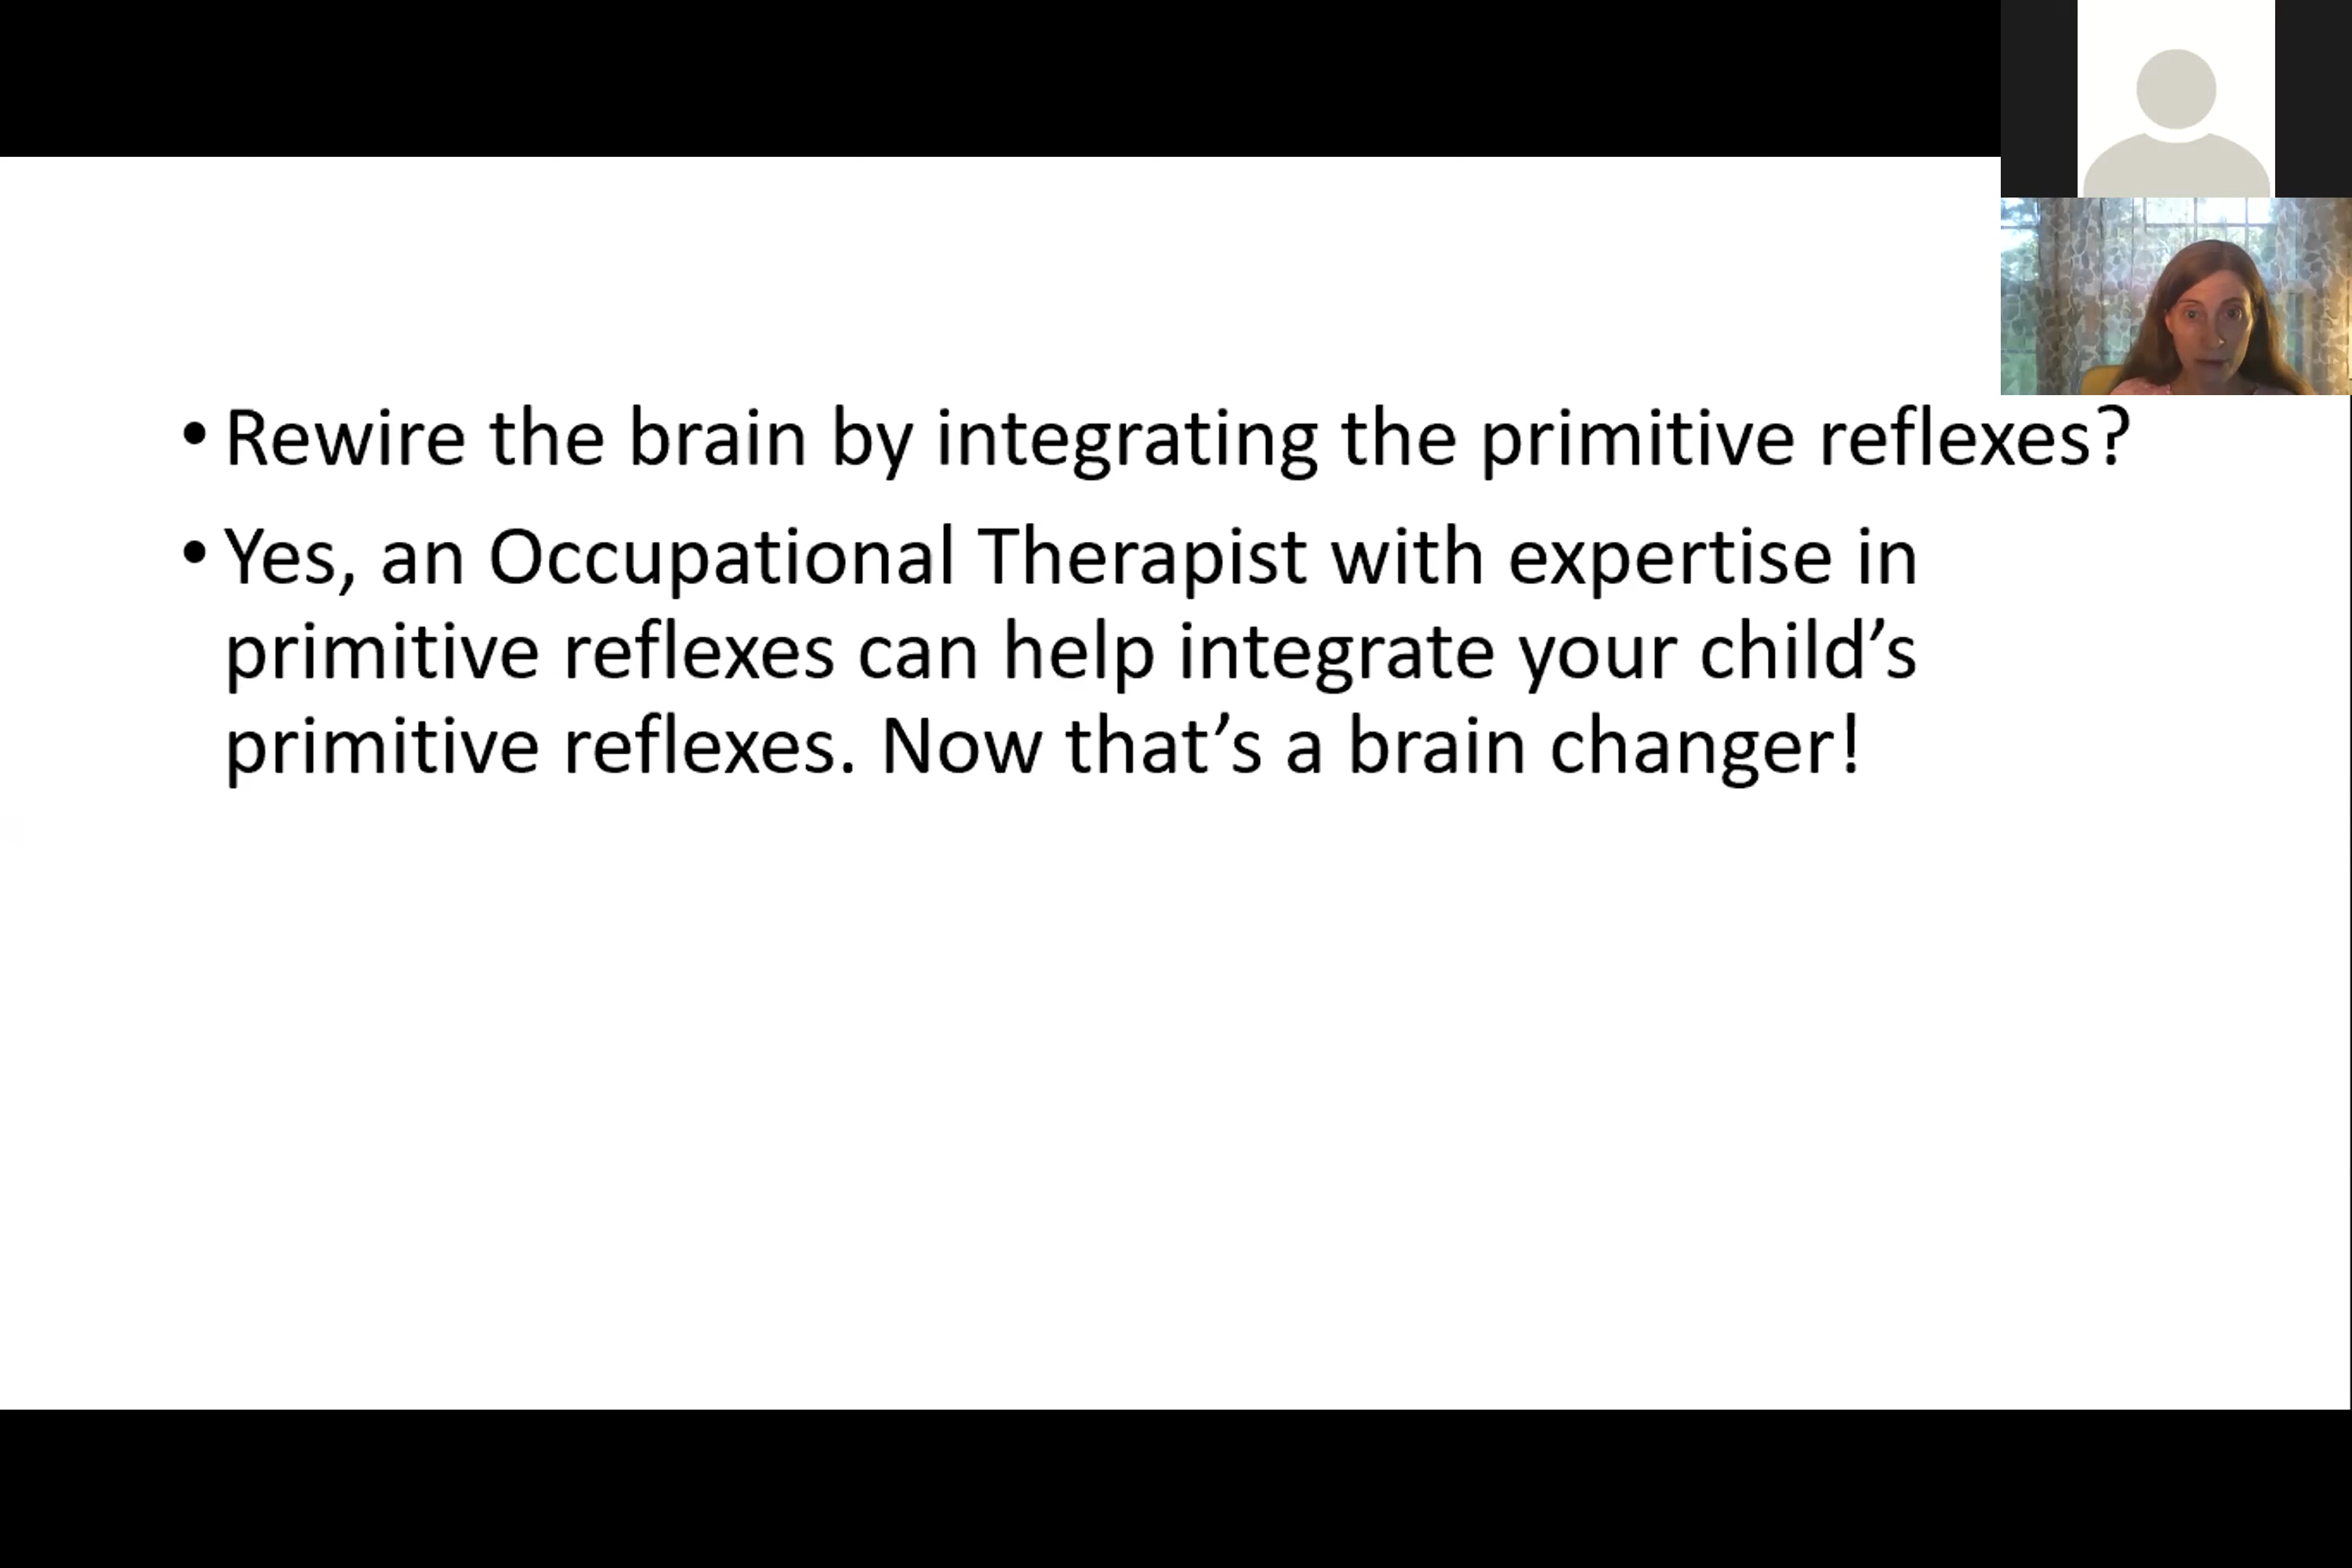 • Rewire the brain by integrating the primitive reflexes?
• Yes, an Occupational Therapist with expertise in
primitive reflexes can help integrate your child’s
primitive reflexes. Now that’s a brain changer!